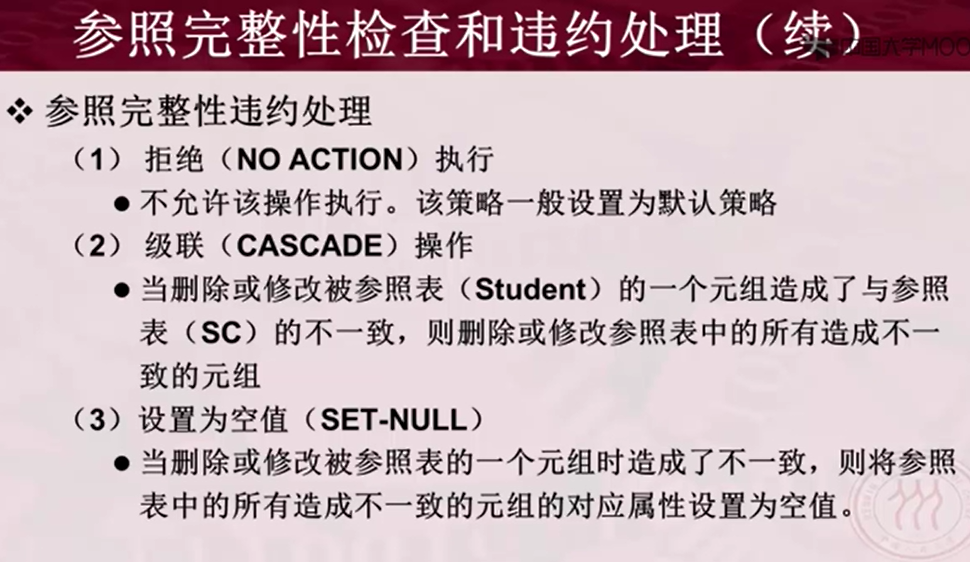 参照完整性检查和违约处理（续）
中国大学MOOC
❖ 参照完整性违约处理
（1） 拒绝（NO ACTION）执行
● 不允许该操作执行。该策略一般设置为默认策略
（2） 级联（CASCADE）操作
● 当删除或修改被参照表（Student）的一个元组造成了与参照
表（SC）的不一致，则删除或修改参照表中的所有造成不一
致的元组
（3）设置为空值（SET-NULL）
● 当删除或修改被参照表的一个元组时造成了不一致，则将参照
表中的所有造成不一致的元组的对应属性设置为空值。